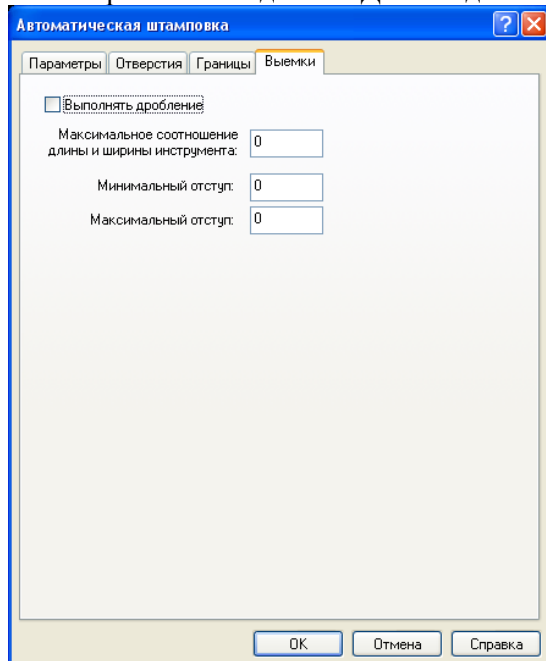 Автоматическая штамповка
Параметры Отверстия Границы Выемки
Выполнять дробление
Максимальное соотношение 0
длины и ширины инструмента:
Минимальный отступ: 0
Максимальный отступ: 0
OK Отмена Справка